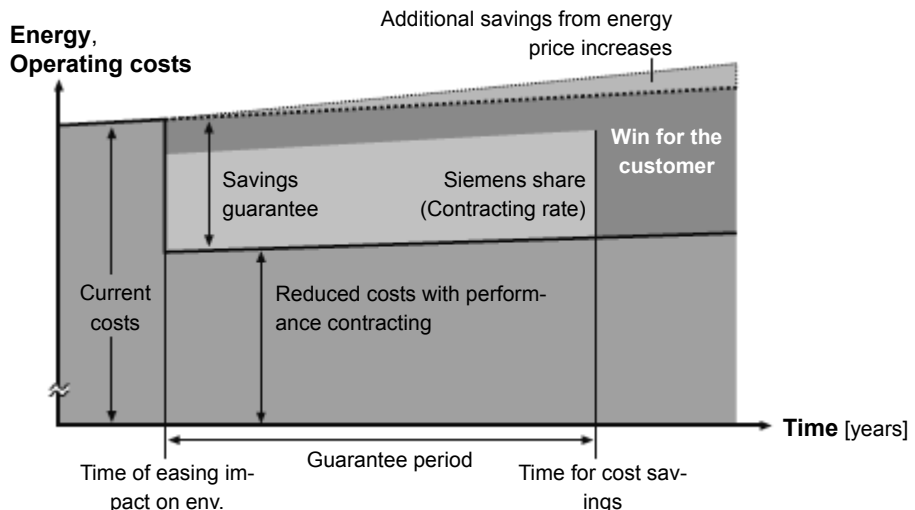 Additional savings from energy
price increases
Energy,
Operating costs
Win for the
customer
Savings
guarantee
Siemens share
(Contracting rate)
Current
costs
Reduced costs with perform-
ance contracting
Time [years]
Guarantee period
Time of easing im-
pact on env.
Time for cost sav-
ings